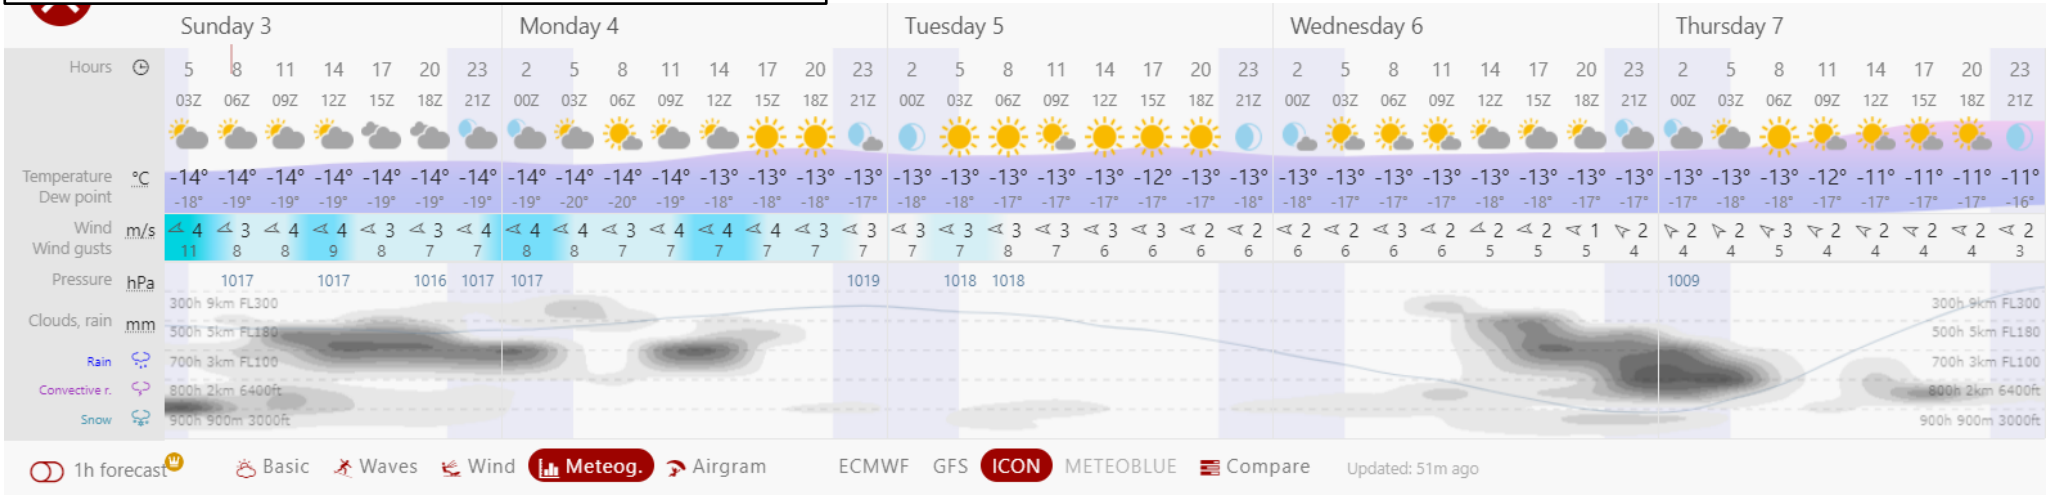 Sunday 3 Monday 4 Tuesday 5 Wednesday 6 Thursday 7
Hours 5 8 11 14 17 20 23 2 5 8 11 14 17 20 23 2 5 8 11 14 17 20 23 2 5 8 11 14 17 20 23 2 5 8 11 14 17 20 23
03Z 06Z 09Z 12Z 15Z 18Z 21Z 00Z 03Z 06Z 09Z 12Z 15Z 18Z 21Z 00Z 03Z 06Z 09Z 12Z 15Z 18Z 21Z 00Z 03Z 06Z 09Z 12Z 15Z 18Z 21Z 00Z 03Z 06Z 09Z 12Z 15Z 18Z 21Z
Temperature °C -14° -14° -14° -14° -14° -14° -14° -14° -14° -14° -14° -13° -13° -13° -13° -13° -13° -13° -13° -13° -12° -13° -13° -13° -13° -13° -13° -13° -13° -13° -13° -13° -13° -13° -12° -11° -11° -11° -11°
Dew point -18° -19° -19° -19° -19° -19° -19° -19° -20° -20° -19° -19° -18° -18° -17° -18° -18° -18° -17° -17° -17° -17° -18° -18° -18° -17° -17° -17° -17° -17° -17° -17° -18° -17° -17° -17° -17° -17° -16°
Wind m/s 4 3 4 4 3 3 4 4 4 3 4 4 4 3 3 3 3 3 3 3 3 2 2 2 2 3 2 2 2 1 2 2 2 3 2 2 2 2 2
Wind gusts 11 8 8 9 8 7 7 8 8 7 7 7 7 7 7 7 7 8 7 6 6 6 6 6 6 6 6 5 5 5 4 4 4 5 4 4 4 4 3
Pressure hPa 1017 1017 1016 1017 1017 1019 1018 1018 1009
300h 9km FL300 300h 9km FL300
Clouds, rain mm
500h 5km FL180 500h 5km FL180
Rain 700h 3km FL100 700h 3km FL100
Convective r. 800h 2km 6400ft 800h 2km 6400ft
Snow 900h 900m 3000ft 900h 900m 3000ft
1h forecast Basic Waves Wind Meteog. Airgram ECMWF GFS ICON METEOBLUE Compare Updated: 51m ago